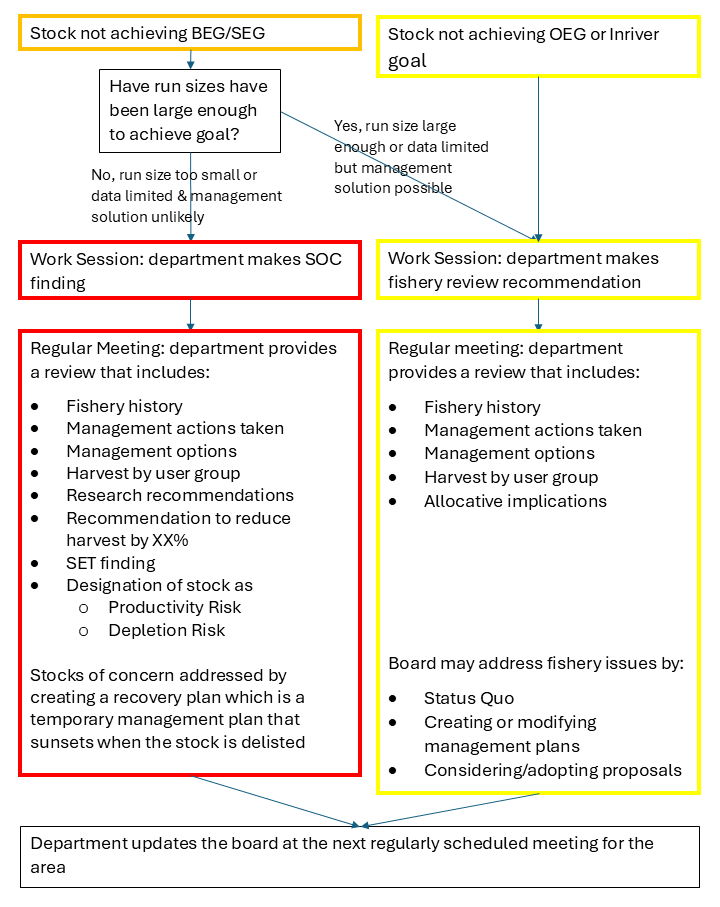 Stock not achieving BEG/SEG
Stock not achieving OEG or Inriver
goal
Have run sizes have
been large enough
to achieve goal?
Yes, run size large
enough or data limited
but management
solution possible
No, run size too small or
data limited & management
solution unlikely
Work Session: department makes SOC
finding
Work Session: department makes
fishery review recommendation
Regular Meeting: department provides
a review that includes:
● Fishery history
● Management actions taken
● Management options
● Harvest by user group
● Research recommendations
● Recommendation to reduce
harvest by XX%
● SET finding
● Designation of stock as
o Productivity Risk
o Depletion Risk
Stocks of concern addressed by
creating a recovery plan which is a
temporary management plan that
sunsets when the stock is delisted
Regular meeting: department
provides a review that includes:
● Fishery history
● Management actions taken
● Management options
● Harvest by user group
● Allocative implications
Board may address fishery issues by:
● Status Quo
● Creating or modifying
management plans
● Considering/adopting proposals
Department updates the board at the next regularly scheduled meeting for the
area